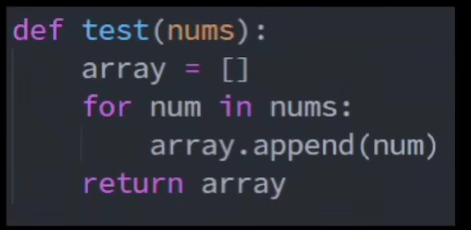 def test(nums):
    array = []
    for num in nums:
        array.append(num)
    return array